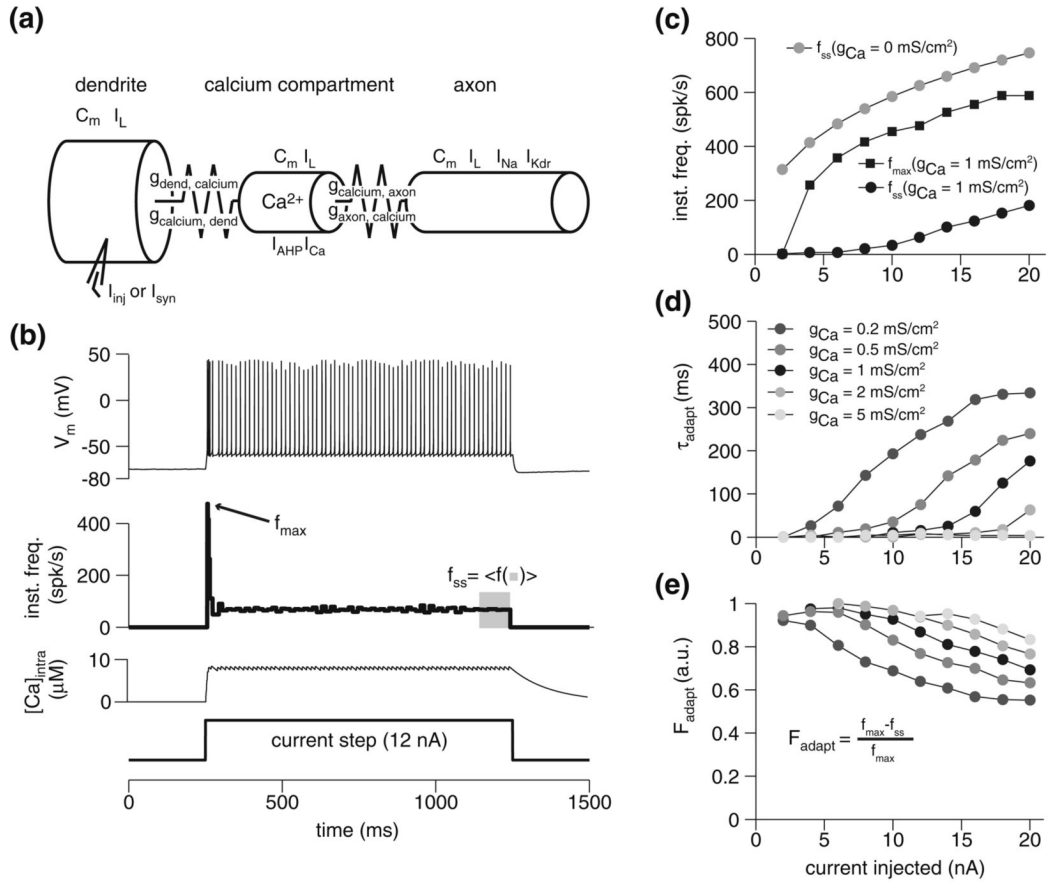 (a)
dendrite
calcium compartment
axon
Cm IL
Cm IL
Cm IL INa IKdr
gdend, calcium
gcalcium, dend
Ca2+
gcalcium, axon
gaxon, calcium
IAHP ICa
Iinj or Isyn
(b)
50
0
-50
-80
Vm (mV)
fmax
400
200
0
inst. freq.
(spk/s)
fss= <f(■)>
10
0
[Ca]intra
(μM)
current step (12 nA)
0 500 1000 1500
time (ms)
(c)
800
600
400
200
0
inst. freq. (spk/s)
fss(gCa = 0 mS/cm2)
fmax(gCa = 1 mS/cm2)
fss(gCa = 1 mS/cm2)
0 5 10 15 20
(d)
500
400
300
200
100
0
τadapt (ms)
gCa = 0.2 mS/cm2
gCa = 0.5 mS/cm2
gCa = 1 mS/cm2
gCa = 2 mS/cm2
gCa = 5 mS/cm2
0 5 10 15 20
(e)
1
0.8
0.6
0.4
0.2
0
Fadapt (a.u.)
Fadapt = fmax-fss
fmax
0 5 10 15 20
current injected (nA)